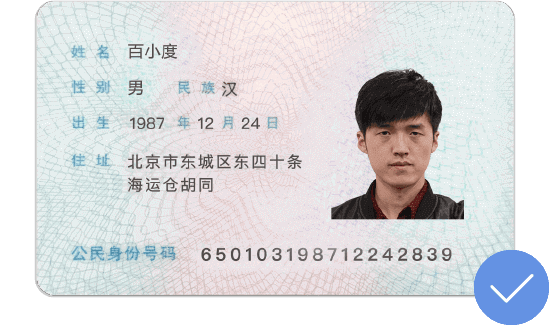 姓名 百小度
性别 男 民族 汉
出生 1987 年 12 月 24 日
住址 北京市东城区东四十条
海运仓胡同
公民身份号码 650103198712242839